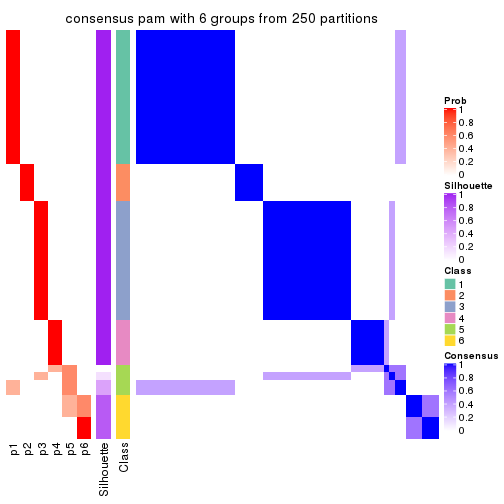 consensus pam with 6 groups from 250 partitions
Prob
1
0.8
0.6
0.4
0.2
0
Silhouette
1
0.8
0.6
0.4
0.2
0
Class
1
2
3
4
5
6
Consensus
1
0.8
0.6
0.4
0.2
0
p1
p2
p3
p4
p5
p6
Silhouette
Class